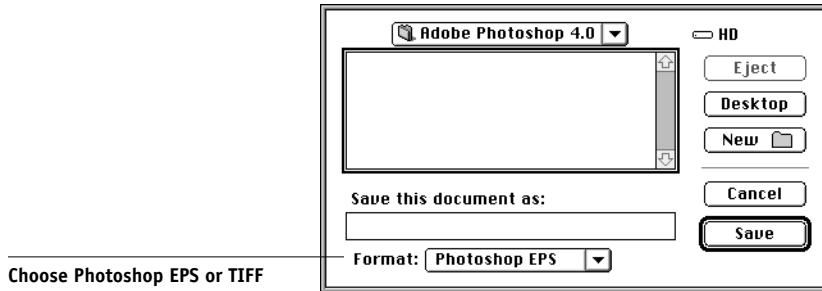 Adobe Photoshop 4.0
HD
Eject
Desktop
New
Save this document as:
Cancel
Save
Format: Photoshop EPS
Choose Photoshop EPS or TIFF